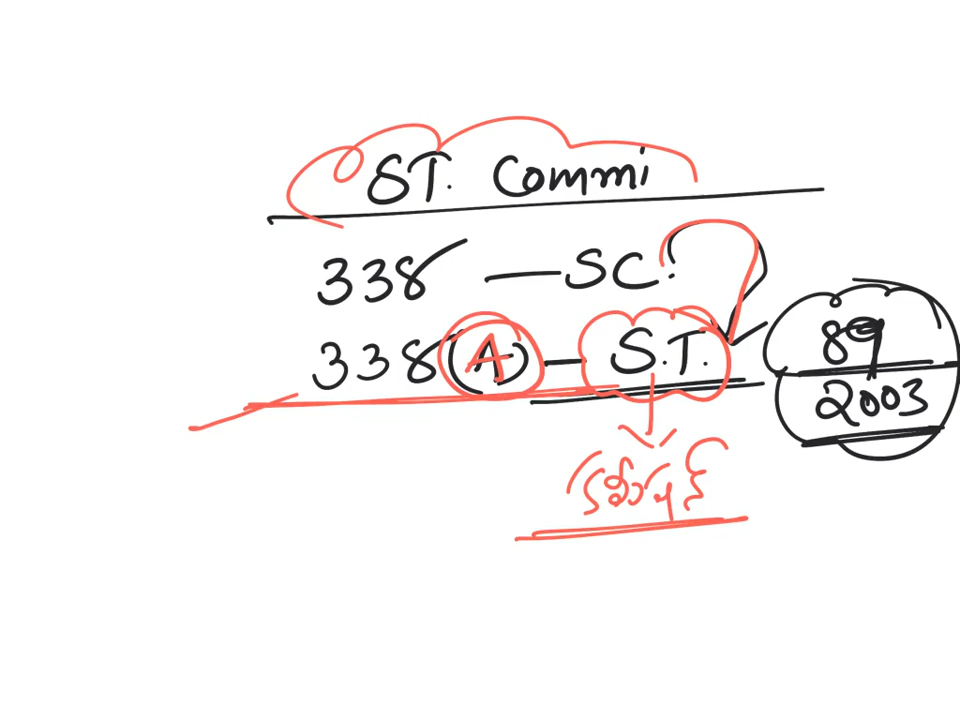 ST. Commi
338 — SC.
338 (A) — S.T.
89
2003